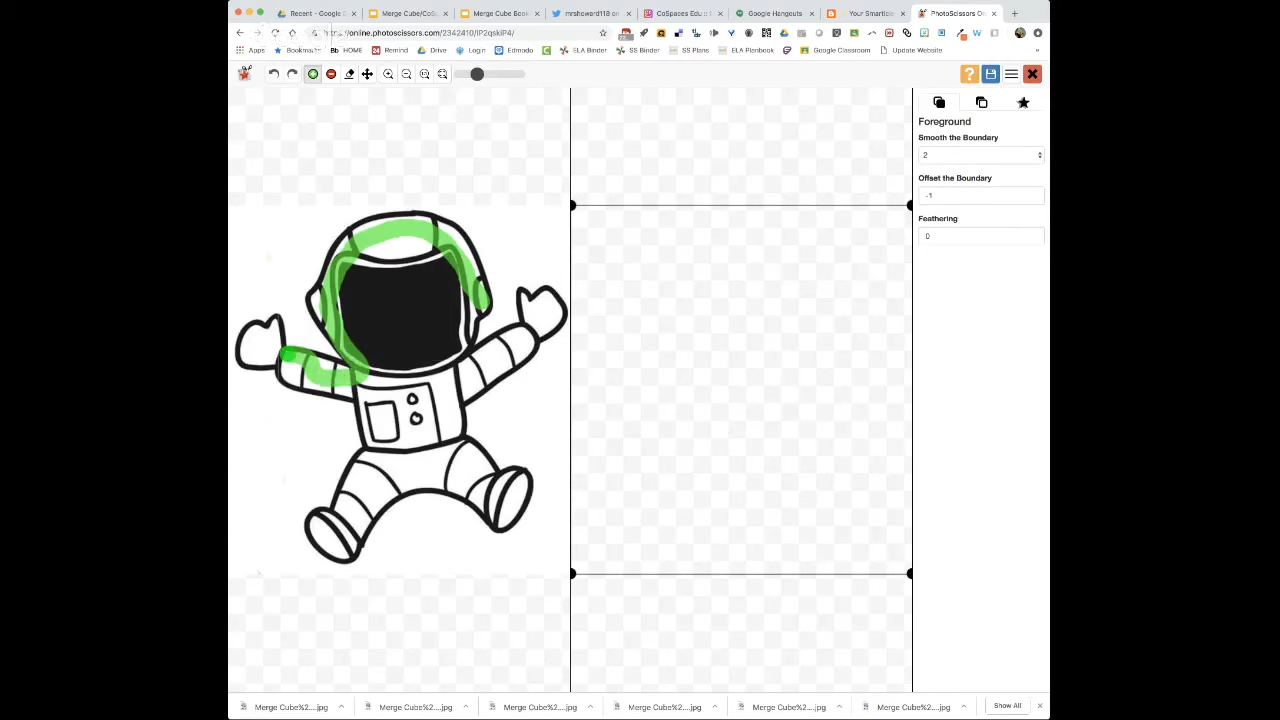 Recent - Google D
Merge Cube/CoS
Merge Cube Book
mrshoward118 on
CoSpaces Edu
Google Hangouts
Your Smarticles
PhotoScissors On
online.photoscissors.com/2342410/
Apps
Bookmarks
Bb HOME
Remind
Drive
Login
Edmodo
ELA Binder
SS Binder
SS Plans
ELA Planbook
Google Classroom
Update Website
Foreground
Smooth the Boundary
2
Offset the Boundary
-1
Feathering
0
Merge Cube%2....jpg
Merge Cube%2....jpg
Merge Cube%2....jpg
Merge Cube%2....jpg
Merge Cube%2....jpg
Merge Cube%2....jpg
Show All